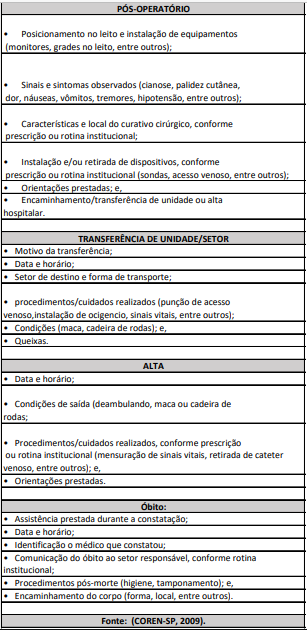 PÓS-OPERATÓRIO
• Posicionamento no leito e instalação de equipamentos
(monitores, grades no leito, entre outros);
• Sinais e sintomas observados (cianose, palidez cutânea,
dor, náuseas, vômitos, tremores, hipotensão, entre outros);
• Características e local do curativo cirúrgico, conforme
prescrição ou rotina institucional;
• Instalação e/ou retirada de dispositivos, conforme
prescrição ou rotina institucional (sondas, acesso venoso, entre outros);
• Orientações prestadas; e,
• Encaminhamento/transferência de unidade ou alta
hospitalar.
TRANSFERÊNCIA DE UNIDADE/SETOR
• Motivo da transferência;
• Data e horário;
• Setor de destino e forma de transporte;
• procedimentos/cuidados realizados (punção de acesso
venoso,instalação de ocigencio, sinais vitais, entre outros);
• Condições (maca, cadeira de rodas); e,
• Queixas.
ALTA
• Data e horário;
• Condições de saída (deambulando, maca ou cadeira de
rodas;
• Procedimentos/cuidados realizados, conforme prescrição
ou rotina institucional (mensuração de sinais vitais, retirada de cateter
venoso, entre outros); e,
• Orientações prestadas.
Óbito:
• Assistência prestada durante a constatação;
• Data e horário;
• Identificação o médico que constatou;
• Comunicação do óbito ao setor responsável, conforme rotina
institucional;
• Procedimentos pós-morte (higiene, tamponamento); e,
• Encaminhamento do corpo (forma, local, entre outros).
Fonte: (COREN-SP, 2009).